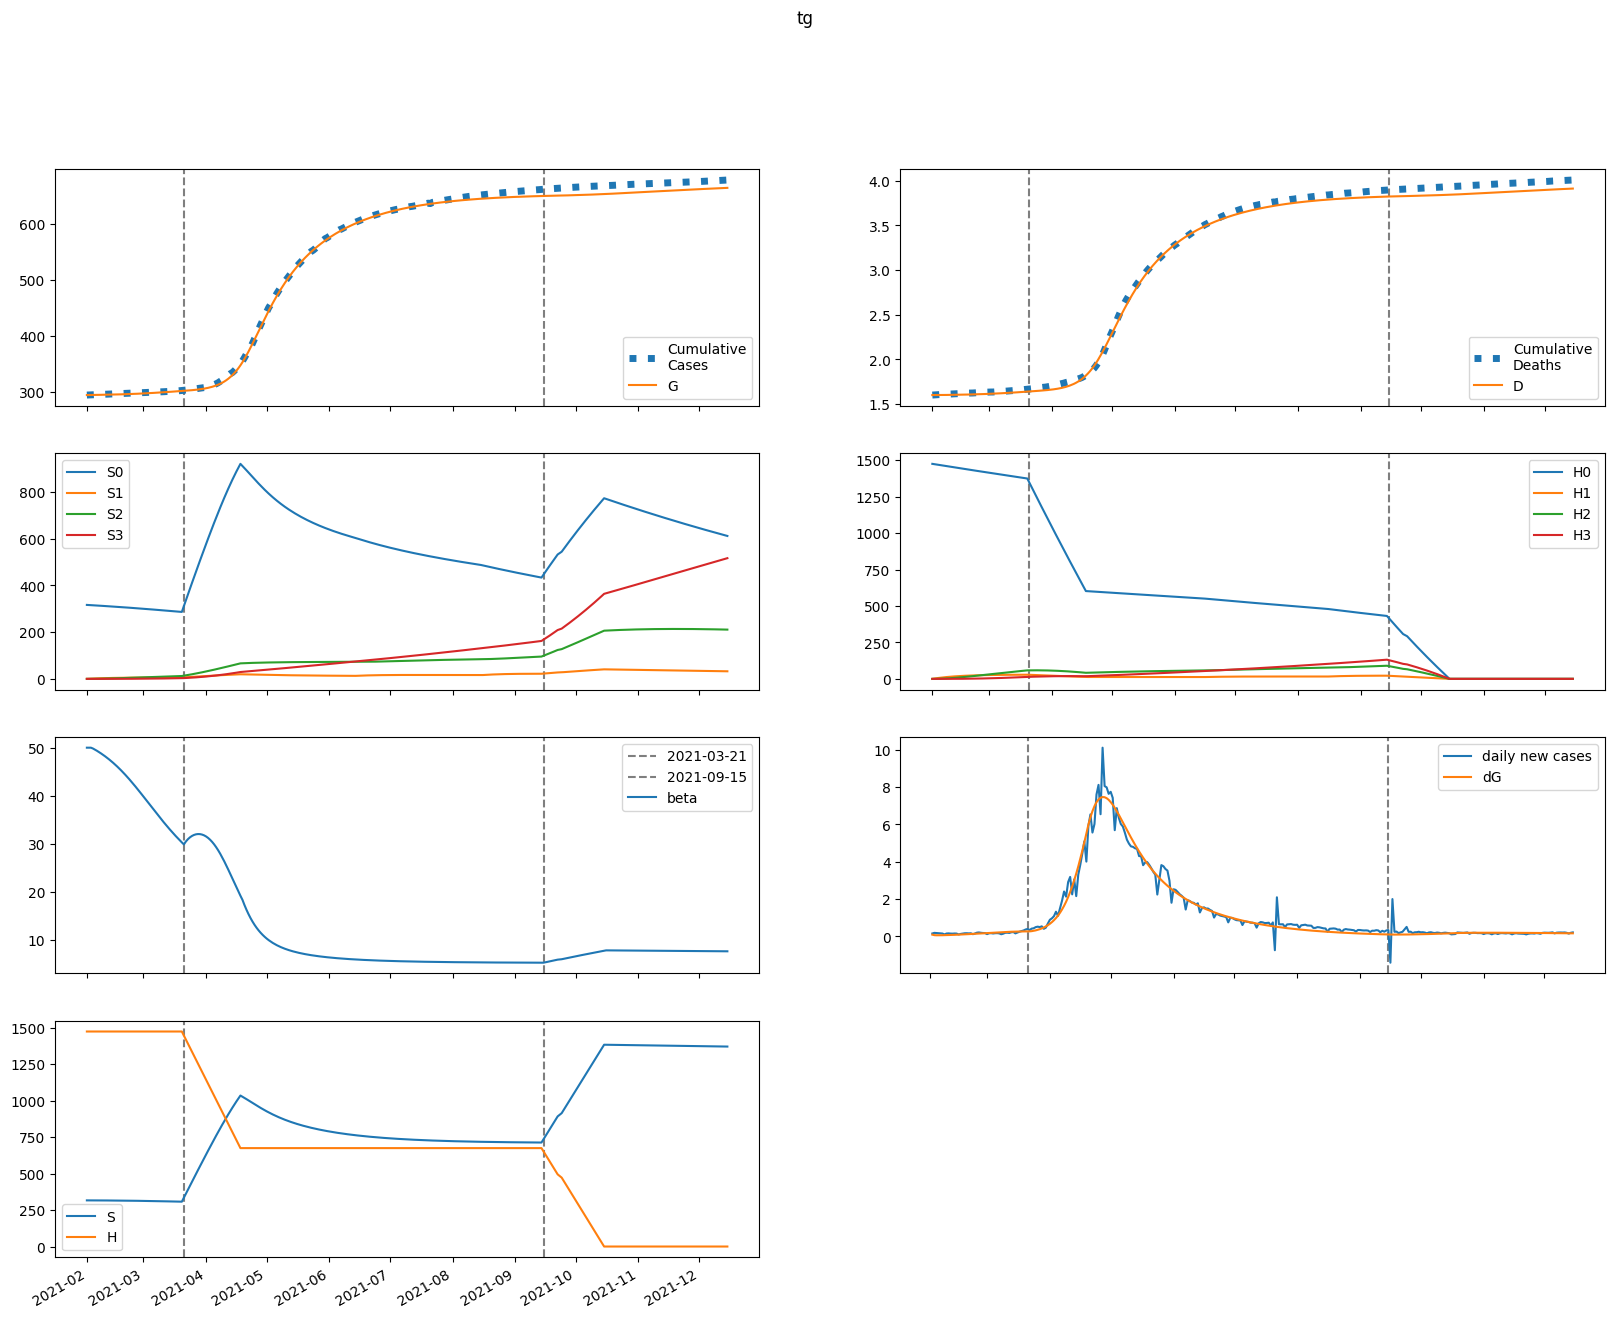 tg
600
500
400
300
Cumulative
Cases
G
4.0
3.5
3.0
2.5
2.0
1.5
Cumulative
Deaths
D
800
600
400
200
0
S0
S1
S2
S3
1500
1250
1000
750
500
250
0
H0
H1
H2
H3
50
40
30
20
10
2021-03-21
2021-09-15
beta
10
8
6
4
2
0
daily new cases
dG
1500
1250
1000
750
500
250
0
S
H
2021-02
2021-03
2021-04
2021-05
2021-06
2021-07
2021-08
2021-09
2021-10
2021-11
2021-12